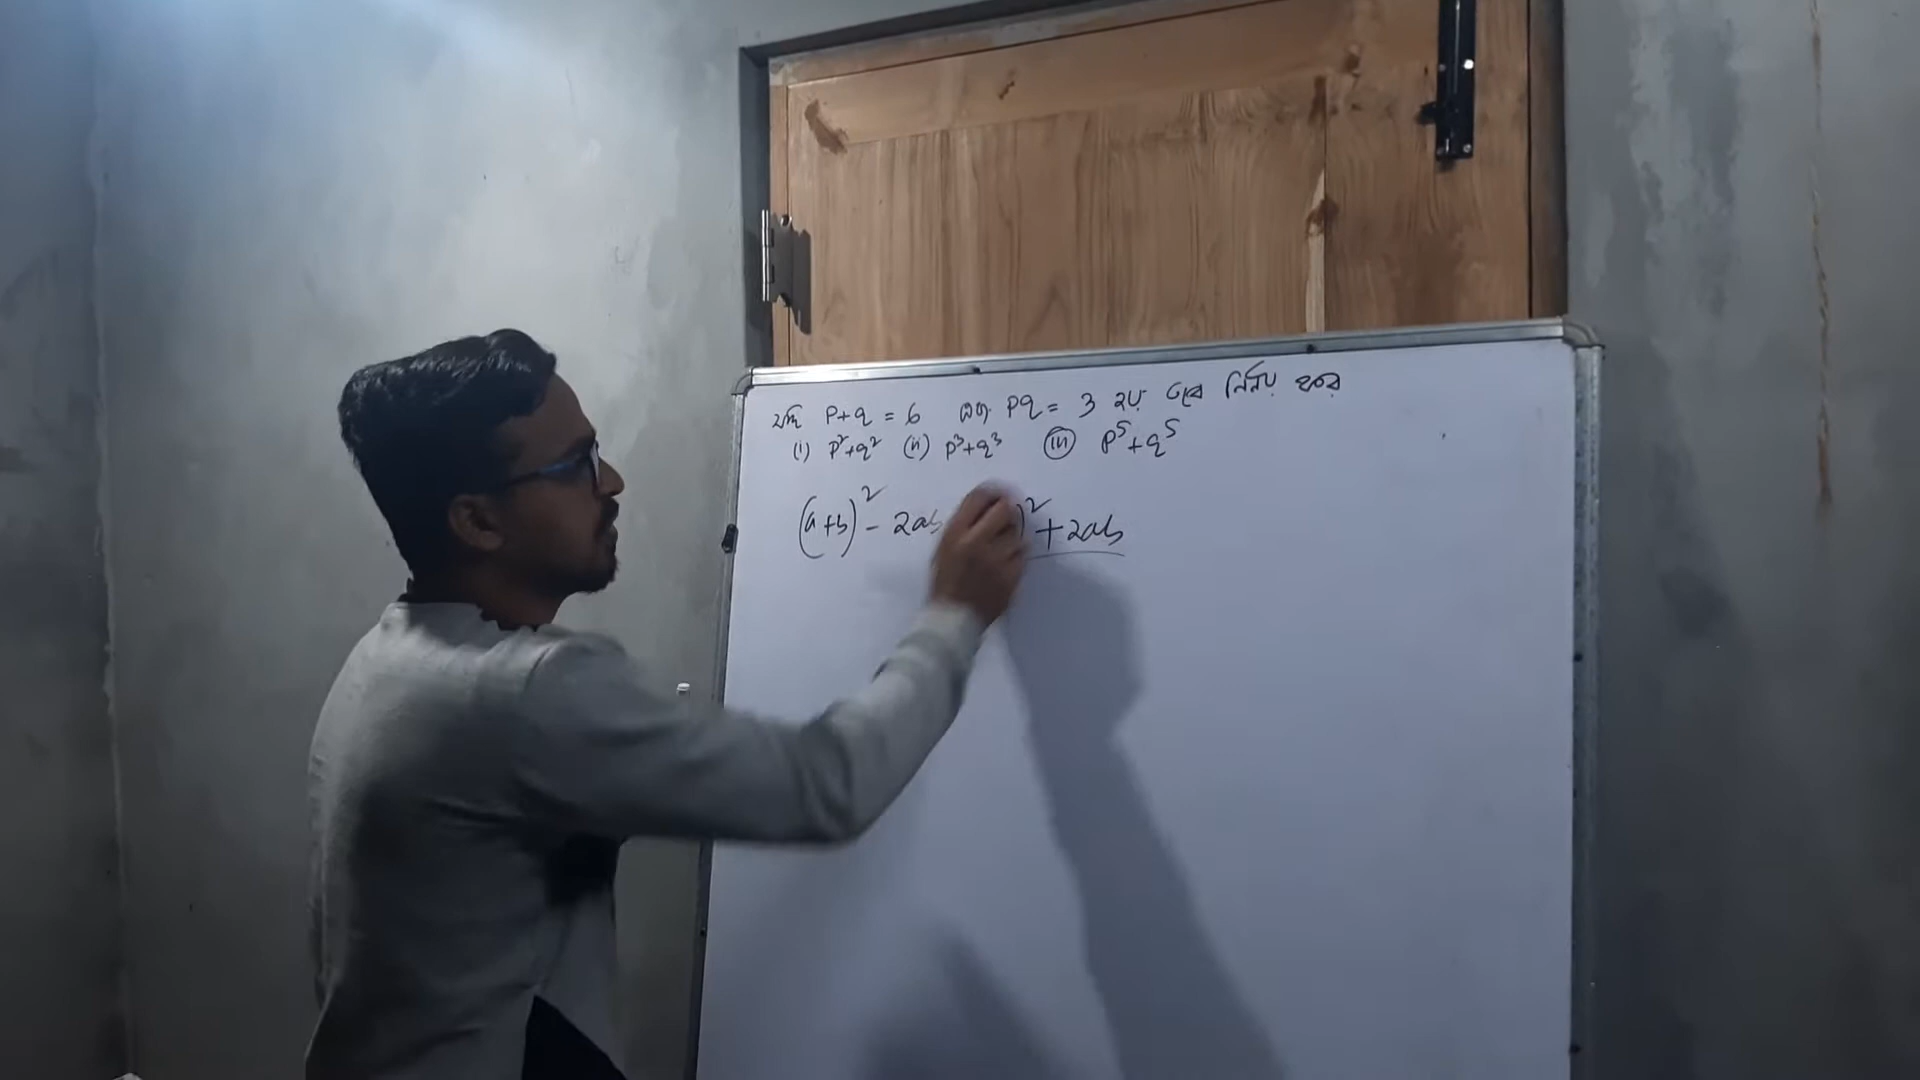 যদি P+q = 6 এবং Pq = 3 হয় তবে নির্ণয় কর
(i) p²+q² (ii) p³+q³ (iii) p⁵+q⁵
(a+b)² - 2ab )² + 2ab